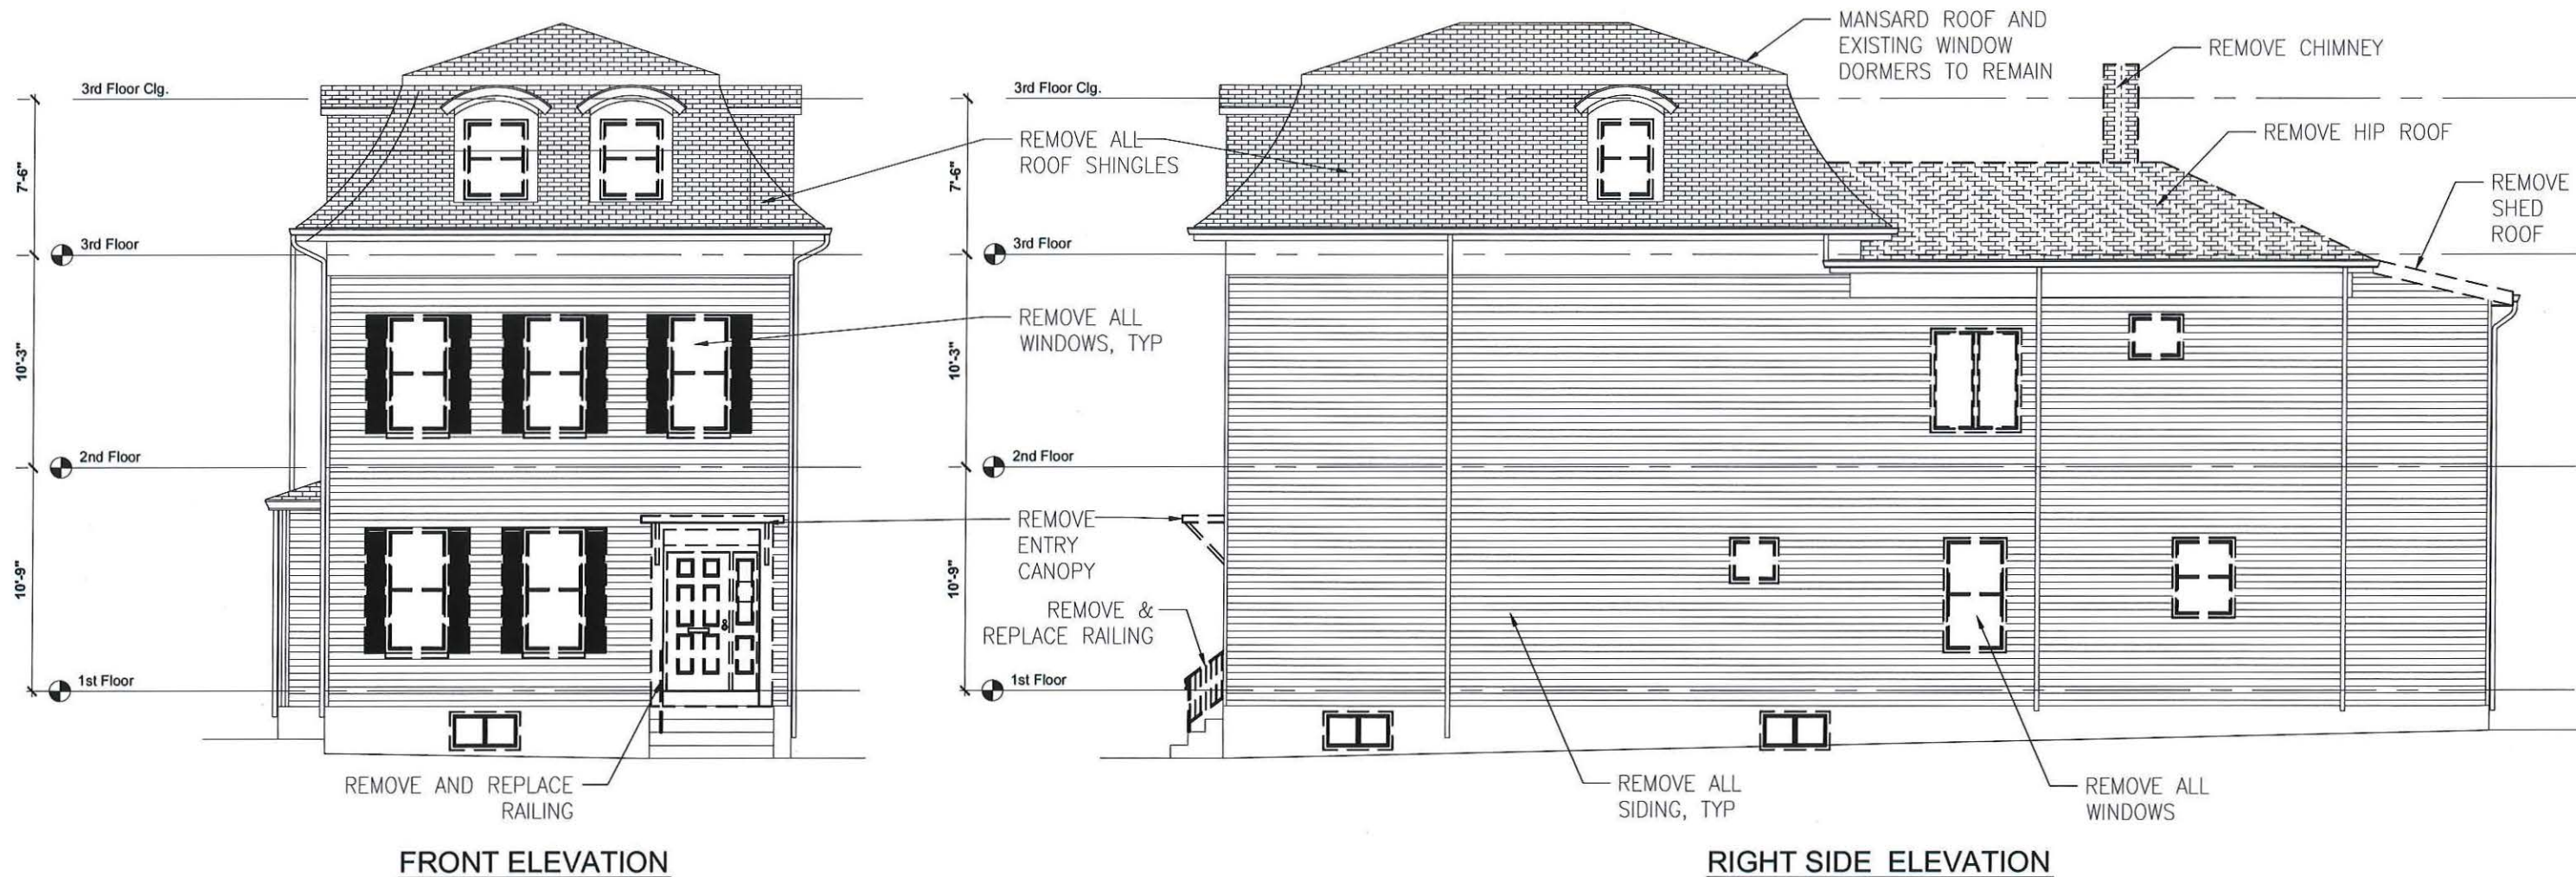 3rd Floor Clg.
7'-6"
3rd Floor
10'-3"
2nd Floor
10'-9"
1st Floor
REMOVE AND REPLACE
RAILING
FRONT ELEVATION
REMOVE ALL
ROOF SHINGLES
REMOVE ALL
WINDOWS, TYP
REMOVE
ENTRY
CANOPY
REMOVE &
REPLACE RAILING
3rd Floor Clg.
7'-6"
3rd Floor
10'-3"
2nd Floor
10'-9"
1st Floor
MANSARD ROOF AND
EXISTING WINDOW
DORMERS TO REMAIN
REMOVE CHIMNEY
REMOVE HIP ROOF
REMOVE
SHED
ROOF
REMOVE ALL
SIDING, TYP
REMOVE ALL
WINDOWS
RIGHT SIDE ELEVATION